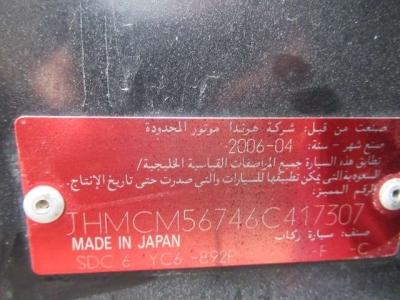 صنعت من قبل: شركة هوندا موتور المحدودة
صنع شهر - سنة: 04-2006
تطابق هذه السيارة جميع المواصفات القياسية الخليجية/
السعودية التي يمكن تطبيقها للسيارات والتي صدرت حتى تاريخ الإنتاج.
الرقم المميز:
JHMCM56746C417307
MADE IN JAPAN صنف: سيارة ركاب
SDC 6 YC6 -892P -F -C